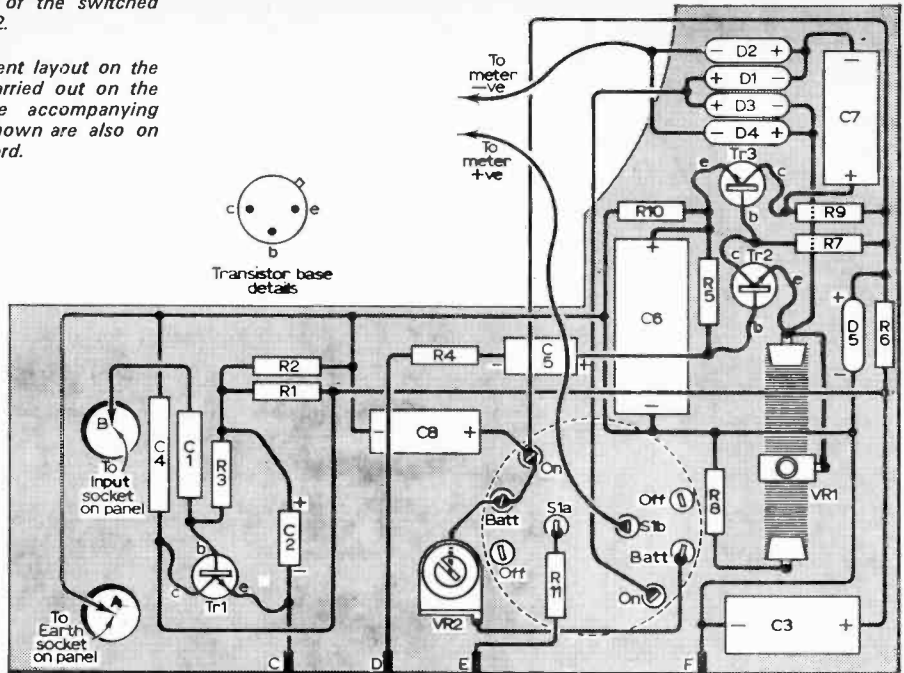 of the switched
2.
ent layout on the
arried out on the
e accompanying
nown are also on
rd.
To
meter
-ve
To
meter
+ve
- D2 +
+ D1 -
+ D3 -
- D4 +
C7
+
Tr3
e
c
b
R10
R9
R7
c
Tr2
e
b
+
C6
-
R5
+
D5
-
R6
c
e
b
Transistor base
details
R4
- C5 +
R2
R1
- C8 +
B
To
Input
socket
on panel
C4
C1
R3
+
C2
-
b
c
e
Tr1
A
To
Earth
socket
on panel
On
Batt
S1a
Off
S1b
Off
Batt
On
R11
VR2
R8
VR1
- C3 +
C
D
E
F